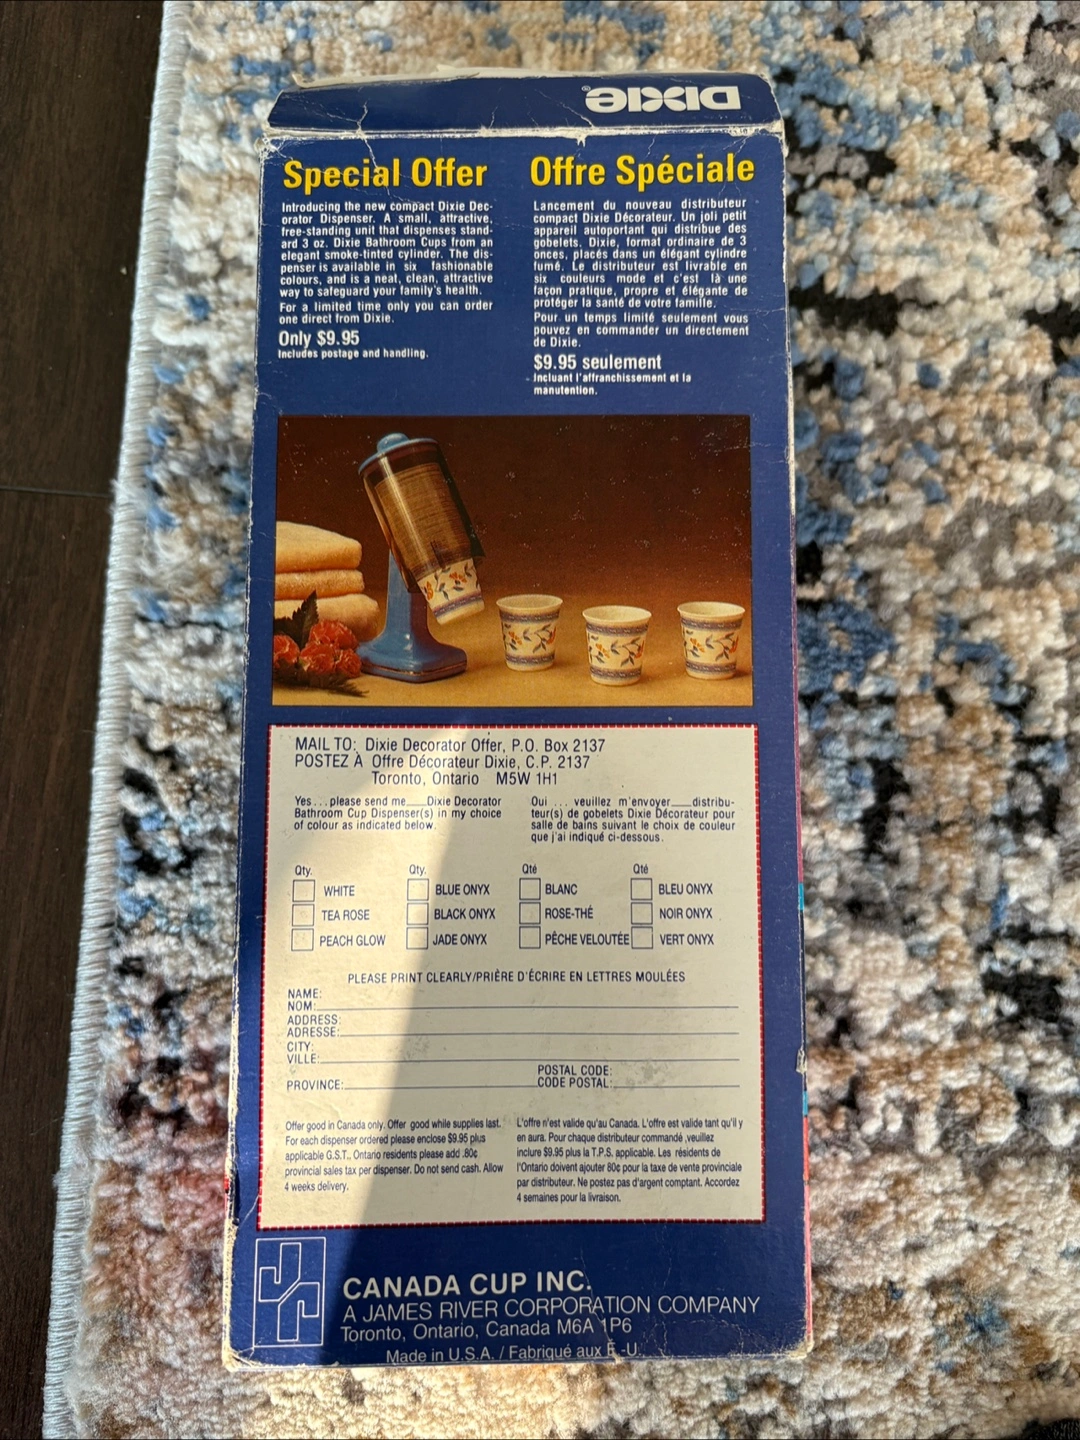 DIXIE®
Special Offer
Introducing the new compact Dixie Dec-
orator Dispenser. A small, attractive,
free-standing unit that dispenses stand-
ard 3 oz. Dixie Bathroom Cups from an
elegant smoke-tinted cylinder. The dis-
penser is available in six fashionable
colours, and is a neat, clean, attractive
way to safeguard your family's health.
For a limited time only you can order
one direct from Dixie.
Only $9.95
Includes postage and handling.
Offre Spéciale
Lancement du nouveau distributeur
compact Dixie Décorateur. Un joli petit
appareil autoportant qui distribue des
gobelets, Dixie, format ordinaire de 3
onces, placés dans un élégant cylindre
fumé. Le distributeur est livrable en
six couleurs mode et c'est là une
façon pratique, propre et élégante de
protéger la santé de votre famille.
Pour un temps limité seulement vous
pouvez en commander un directement
de Dixie.
$9.95 seulement
Incluant l'affranchissement et la
manutention.
MAIL TO: Dixie Decorator Offer, P.O. Box 2137
POSTEZ À Offre Décorateur Dixie, C.P. 2137
Toronto, Ontario M5W 1H1
Yes...please send me___Dixie Decorator
Bathroom Cup Dispenser(s) in my choice
of colour as indicated below.
Oui ... veuillez m'envoyer___distribu-
teur(s) de gobelets Dixie Décorateur pour
salle de bains suivant le choix de couleur
que j'ai indiqué ci-dessous.
Qty. Qty. Qté Qté
WHITE BLUE ONYX BLANC BLEU ONYX
TEA ROSE BLACK ONYX ROSE-THÉ NOIR ONYX
PEACH GLOW JADE ONYX PÊCHE VELOUTÉE VERT ONYX
PLEASE PRINT CLEARLY/PRIÈRE D'ÉCRIRE EN LETTRES MOULÉES
NAME:
NOM:
ADDRESS:
ADRESSE:
CITY:
VILLE:
POSTAL CODE:
PROVINCE: CODE POSTAL:
Offer good in Canada only. Offer good while supplies last.
For each dispenser ordered please enclose $9.95 plus
applicable G.S.T., Ontario residents please add .80¢
provincial sales tax per dispenser. Do not send cash. Allow
4 weeks delivery.
L'offre n'est valide qu'au Canada. L'offre est valide tant qu'il y
en aura. Pour chaque distributeur commandé ,veuillez
inclure $9.95 plus la T.P.S. applicable. Les résidents de
l'Ontario doivent ajouter 80¢ pour la taxe de vente provinciale
par distributeur. Ne postez pas d'argent comptant. Accordez
4 semaines pour la livraison.
CANADA CUP INC.
A JAMES RIVER CORPORATION COMPANY
Toronto, Ontario, Canada M6A 1P6
Made in U.S.A. / Fabriqué aux É.-U.